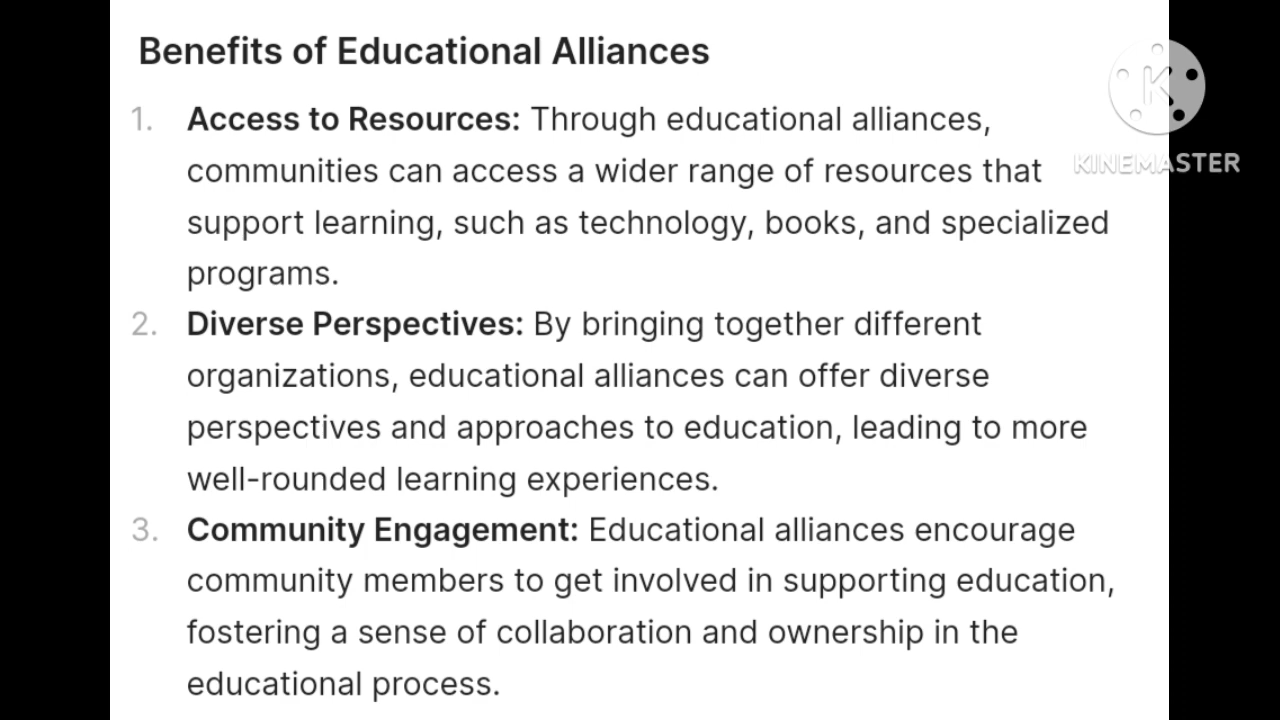 Benefits of Educational Alliances
1. Access to Resources: Through educational alliances,
communities can access a wider range of resources that
support learning, such as technology, books, and specialized
programs.
2. Diverse Perspectives: By bringing together different
organizations, educational alliances can offer diverse
perspectives and approaches to education, leading to more
well-rounded learning experiences.
3. Community Engagement: Educational alliances encourage
community members to get involved in supporting education,
fostering a sense of collaboration and ownership in the
educational process.
K
KINEMASTER